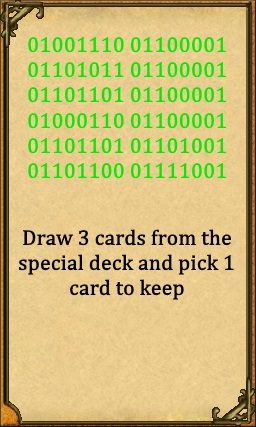 01001110 01100001
01101011 01100001
01101101 01100001
01000110 01100001
01101101 01101001
01101100 01111001
Draw 3 cards from the
special deck and pick 1
card to keep